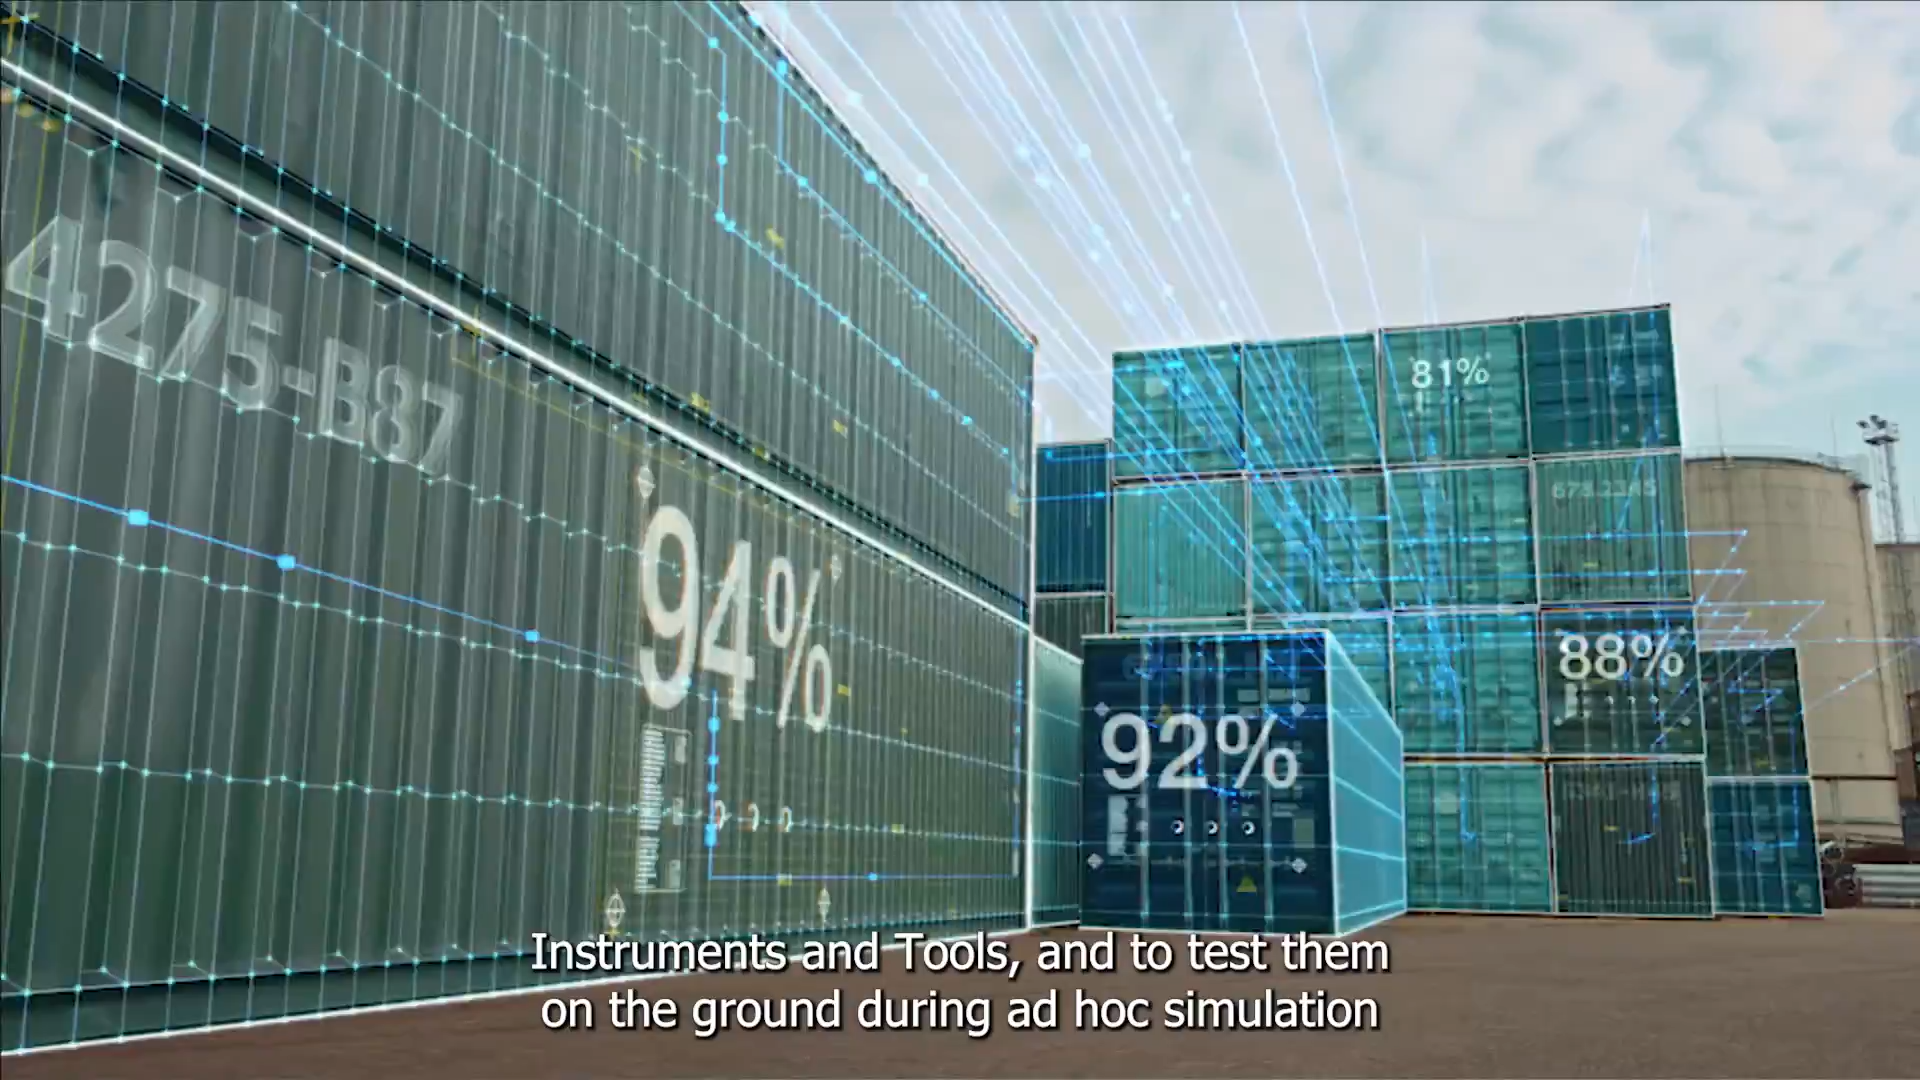 4275-B87
94%
81%
92%
88%
Instruments and Tools, and to test them
on the ground during ad hoc simulation